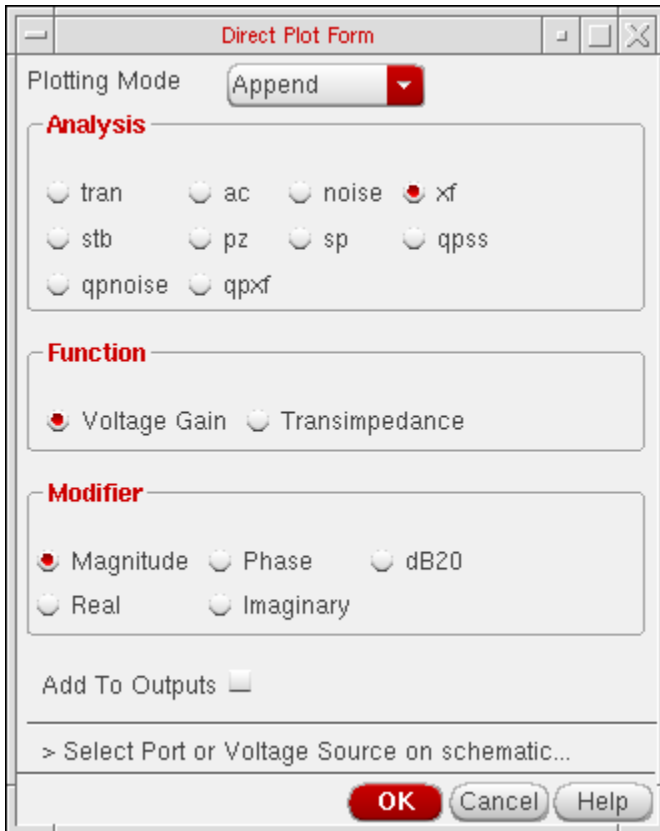 Direct Plot Form
Plotting Mode Append
Analysis
tran ac noise xf
stb pz sp qpss
qpnoise qpxf
Function
Voltage Gain Transimpedance
Modifier
Magnitude Phase dB20
Real Imaginary
Add To Outputs
> Select Port or Voltage Source on schematic...
OK Cancel Help